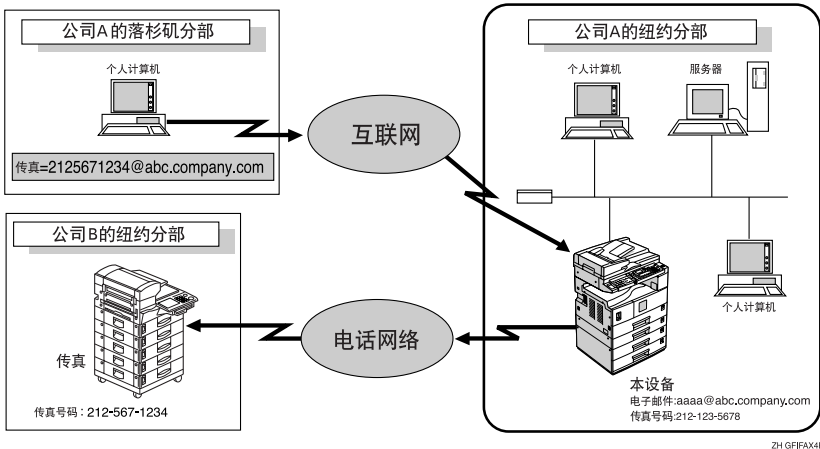 公司A的落杉矶分部
个人计算机
传真=2125671234@abc.company.com
互联网
公司A的纽约分部
个人计算机
服务器
个人计算机
本设备
电子邮件:aaaa@abc.company.com
传真号码:212-123-5678
电话网络
公司B的纽约分部
传真
传真号码：212-567-1234